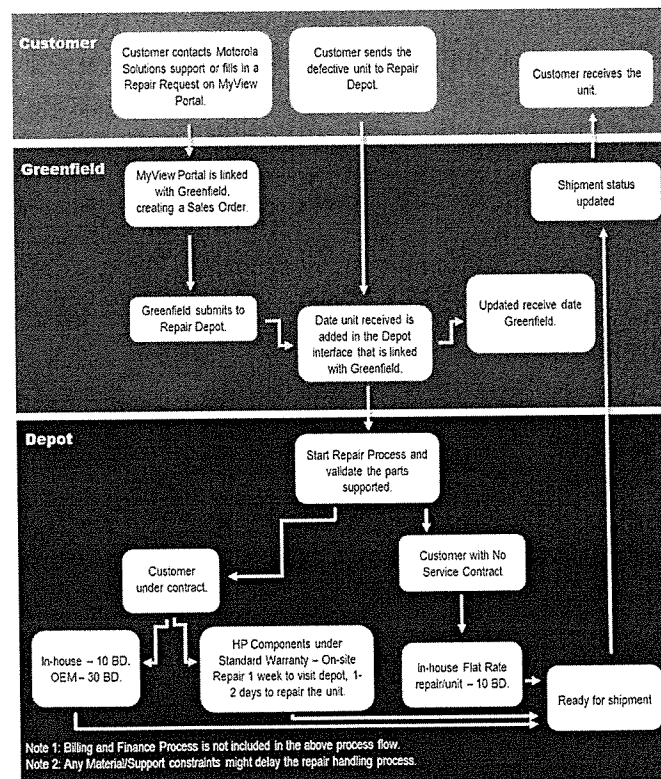 Customer
Customer contacts Motorola
Solutions support or fills in a
Repair Request on MyView
Portal.
Customer sends the
defective unit to Repair
Depot.
Customer receives the
unit.
Greenfield
MyView Portal is linked
with Greenfield,
creating a Sales Order.
Shipment status
updated
Greenfield submits to
Repair Depot.
Date unit received is
added in the Depot
interface that is linked
with Greenfield.
Updated receive date
Greenfield.
Depot
Start Repair Process and
validate the parts
supported.
Customer
under contract.
Customer with No
Service Contract
In-house – 10 BD.
OEM – 30 BD.
HP Components under
Standard Warranty – On-site
Repair 1 week to visit depot, 1-
2 days to repair the unit.
In-house Flat Rate
repair/unit – 10 BD.
Ready for shipment
Note 1: Billing and Finance Process is not included in the above process flow.
Note 2: Any Material/Support constraints might delay the repair handling process.